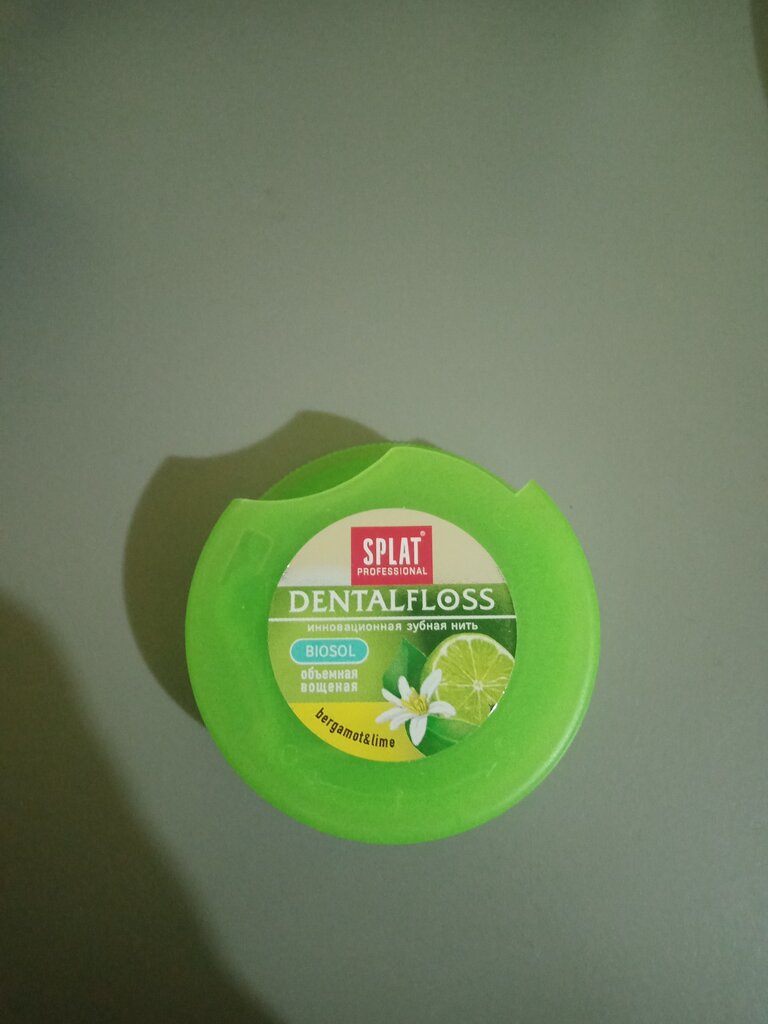 SPLAT®
PROFESSIONAL
DENTALFLOSS
инновационная зубная нить
BIOSOL
объемная
вощеная
bergamot&lime